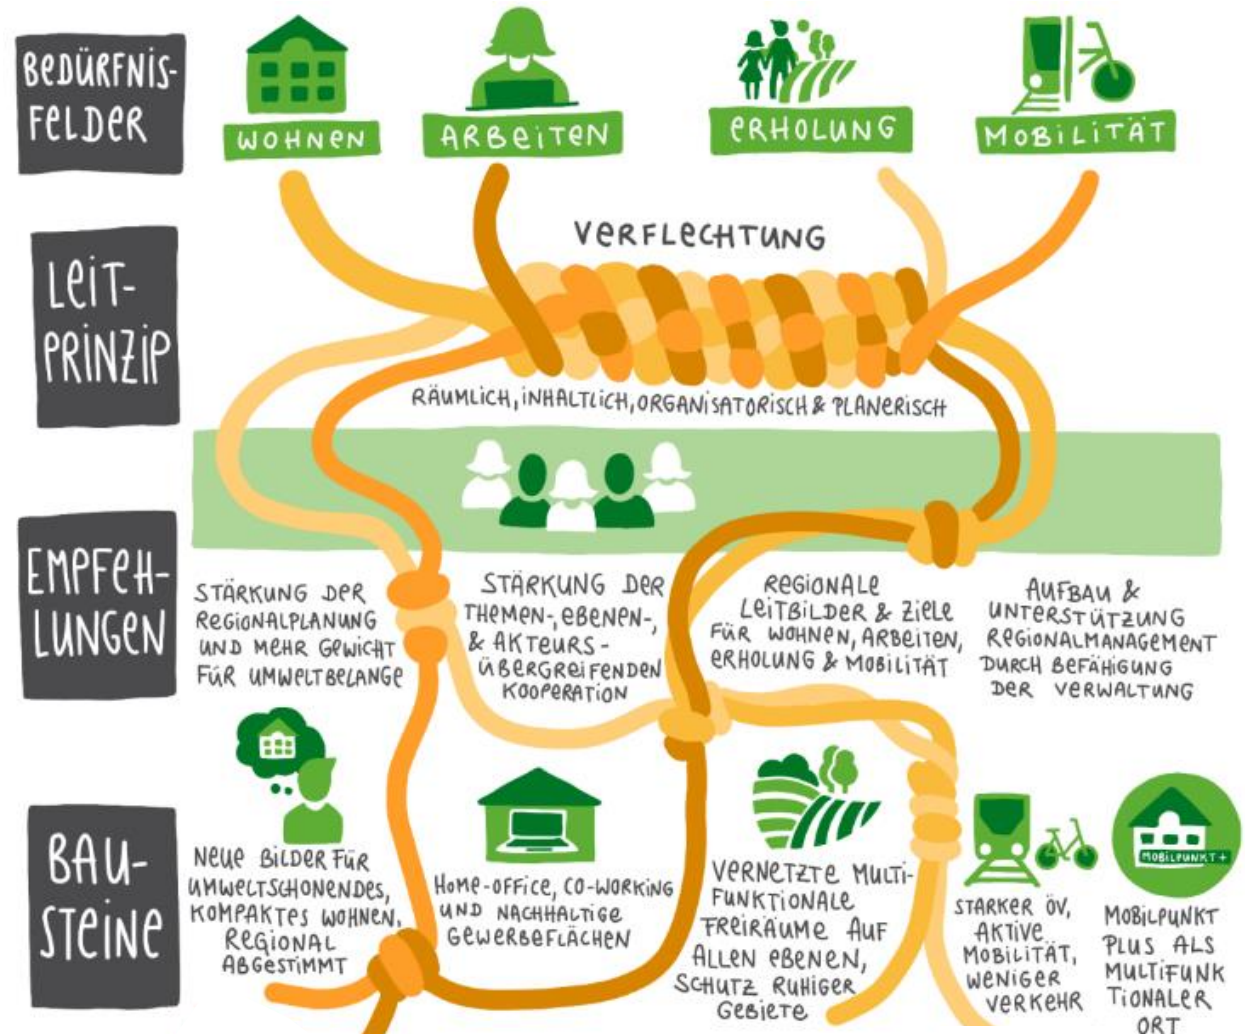 BEDÜRFNIS-
FELDER
WOHNEN
ARBEITEN
ERHOLUNG
MOBILITÄT
LEIT-
PRINZIP
VERFLECHTUNG
RÄUMLICH, INHALTLICH, ORGANISATORISCH & PLANERISCH
EMPFEH-
LUNGEN
STÄRKUNG DER
REGIONALPLANUNG
UND MEHR GEWICHT
FÜR UMWELTBELANGE
STÄRKUNG DER
THEMEN-, EBENEN-,
& AKTEURS-
ÜBERGREIFENDEN
KOOPERATION
REGIONALE
LEITBILDER & ZIELE
FÜR WOHNEN, ARBEITEN,
ERHOLUNG & MOBILITÄT
AUFBAU &
UNTERSTÜTZUNG
REGIONALMANAGEMENT
DURCH BEFÄHIGUNG
DER VERWALTUNG
BAU-
STEINE
NEUE BILDER FÜR
UMWELTSCHONENDES,
KOMPAKTES WOHNEN,
REGIONAL
ABGESTIMMT
HOME-OFFICE, CO-WORKING
UND NACHHALTIGE
GEWERBEFLÄCHEN
VERNETZTE MULTI-
FUNKTIONALE
FREIRÄUME AUF
ALLEN EBENEN,
SCHUTZ RUHIGER
GEBIETE
STARKER ÖV,
AKTIVE
MOBILITÄT,
WENIGER
VERKEHR
MOBILPUNKT+
MOBILPUNKT
PLUS ALS
MULTIFUNK
TIONALER
ORT